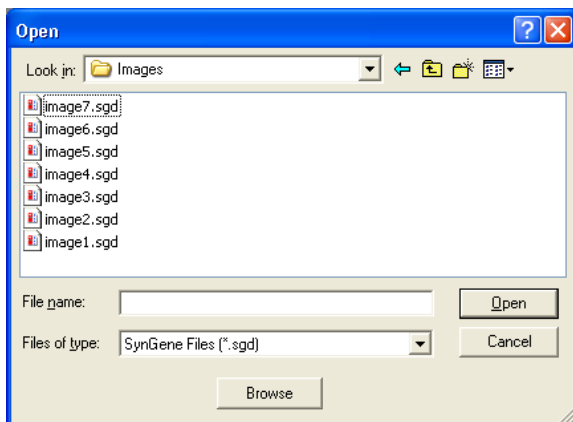 Open
Look in: Images
image7.sgd
image6.sgd
image5.sgd
image4.sgd
image3.sgd
image2.sgd
image1.sgd
File name: Open
Files of type: SynGene Files (*.sgd) Cancel
Browse